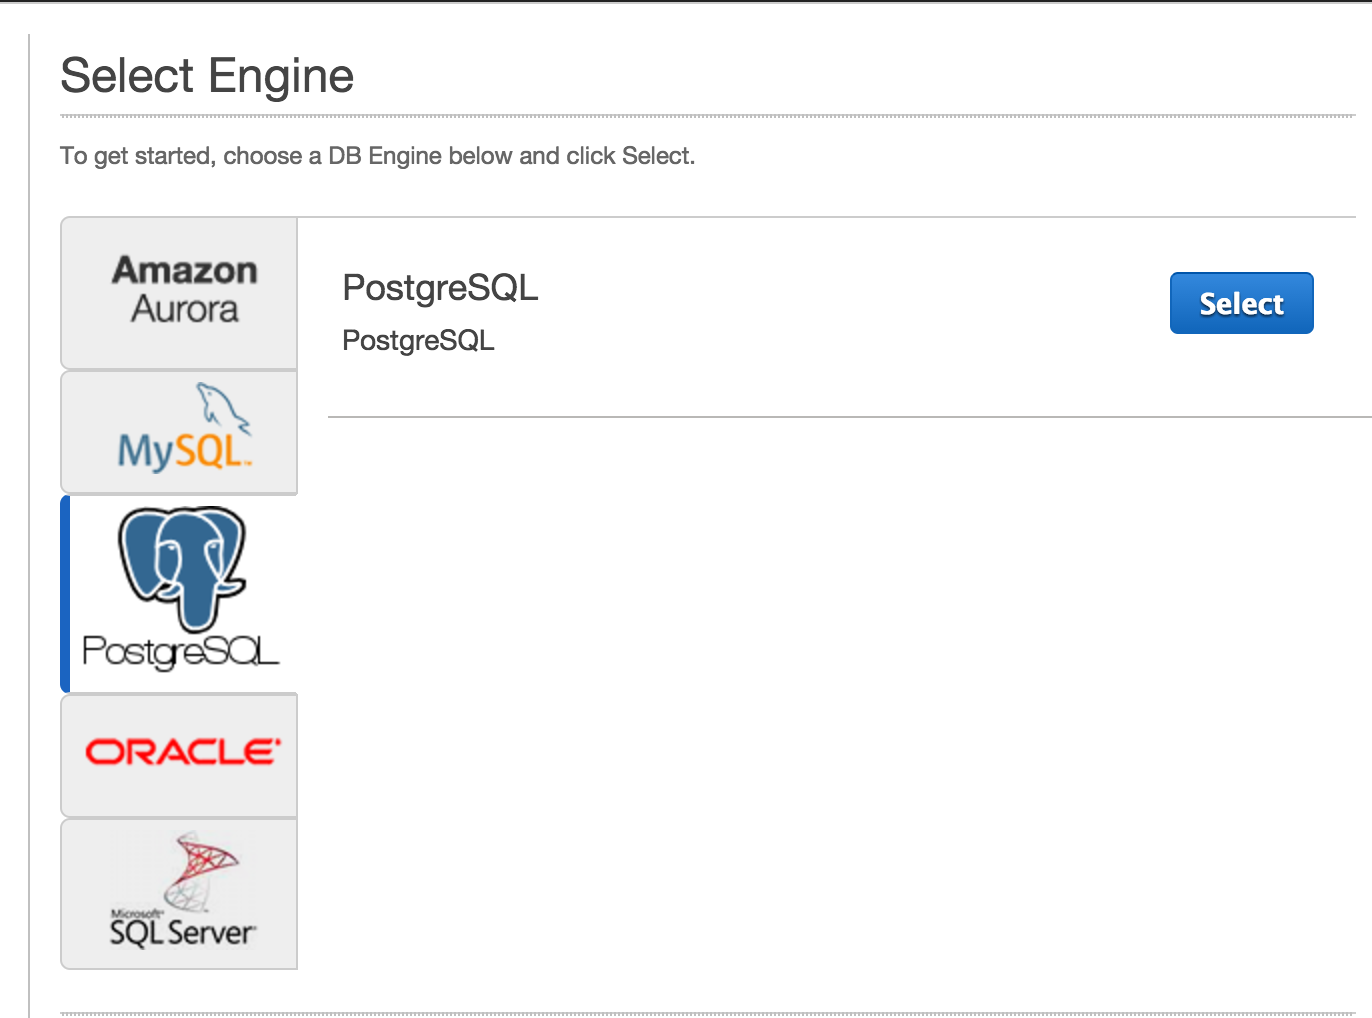 Select Engine
To get started, choose a DB Engine below and click Select.
Amazon
Aurora
PostgreSQL
PostgreSQL
Select
MySQL™
PostgreSQL
ORACLE
Microsoft
SQL Server